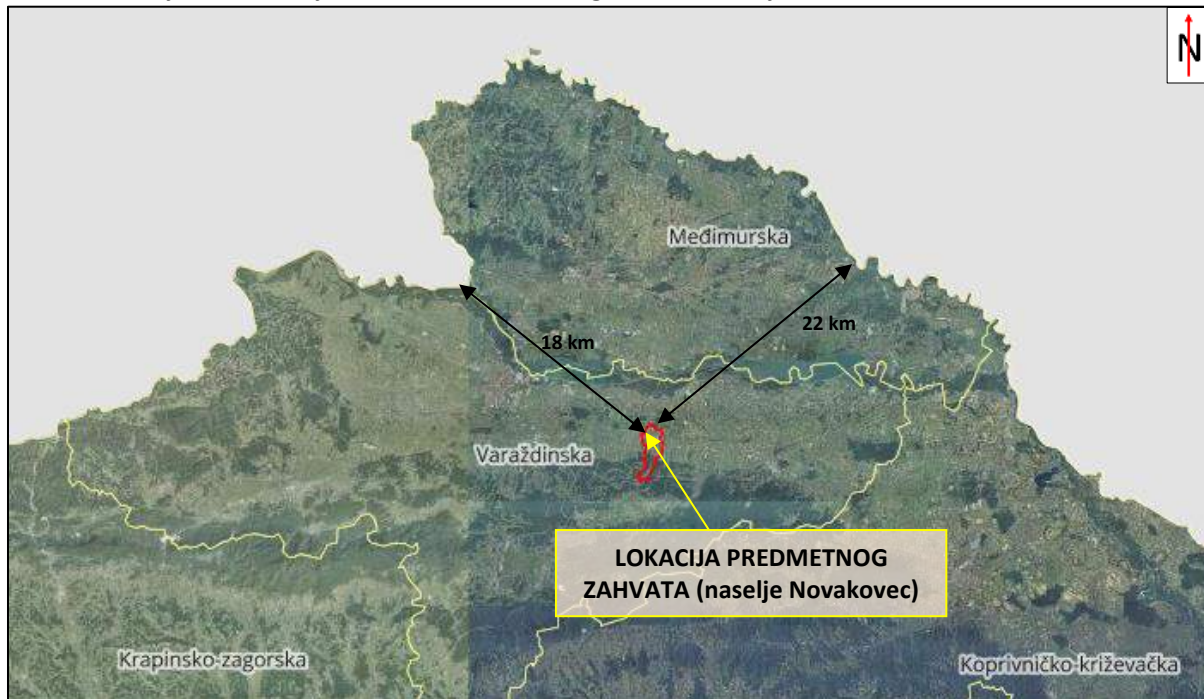 N
Međimurska
22 km
18 km
Varaždinska
LOKACIJA PREDMETNOG
ZAHVATA (naselje Novakovec)
Krapinsko-zagorska
Koprivničko-križevačka